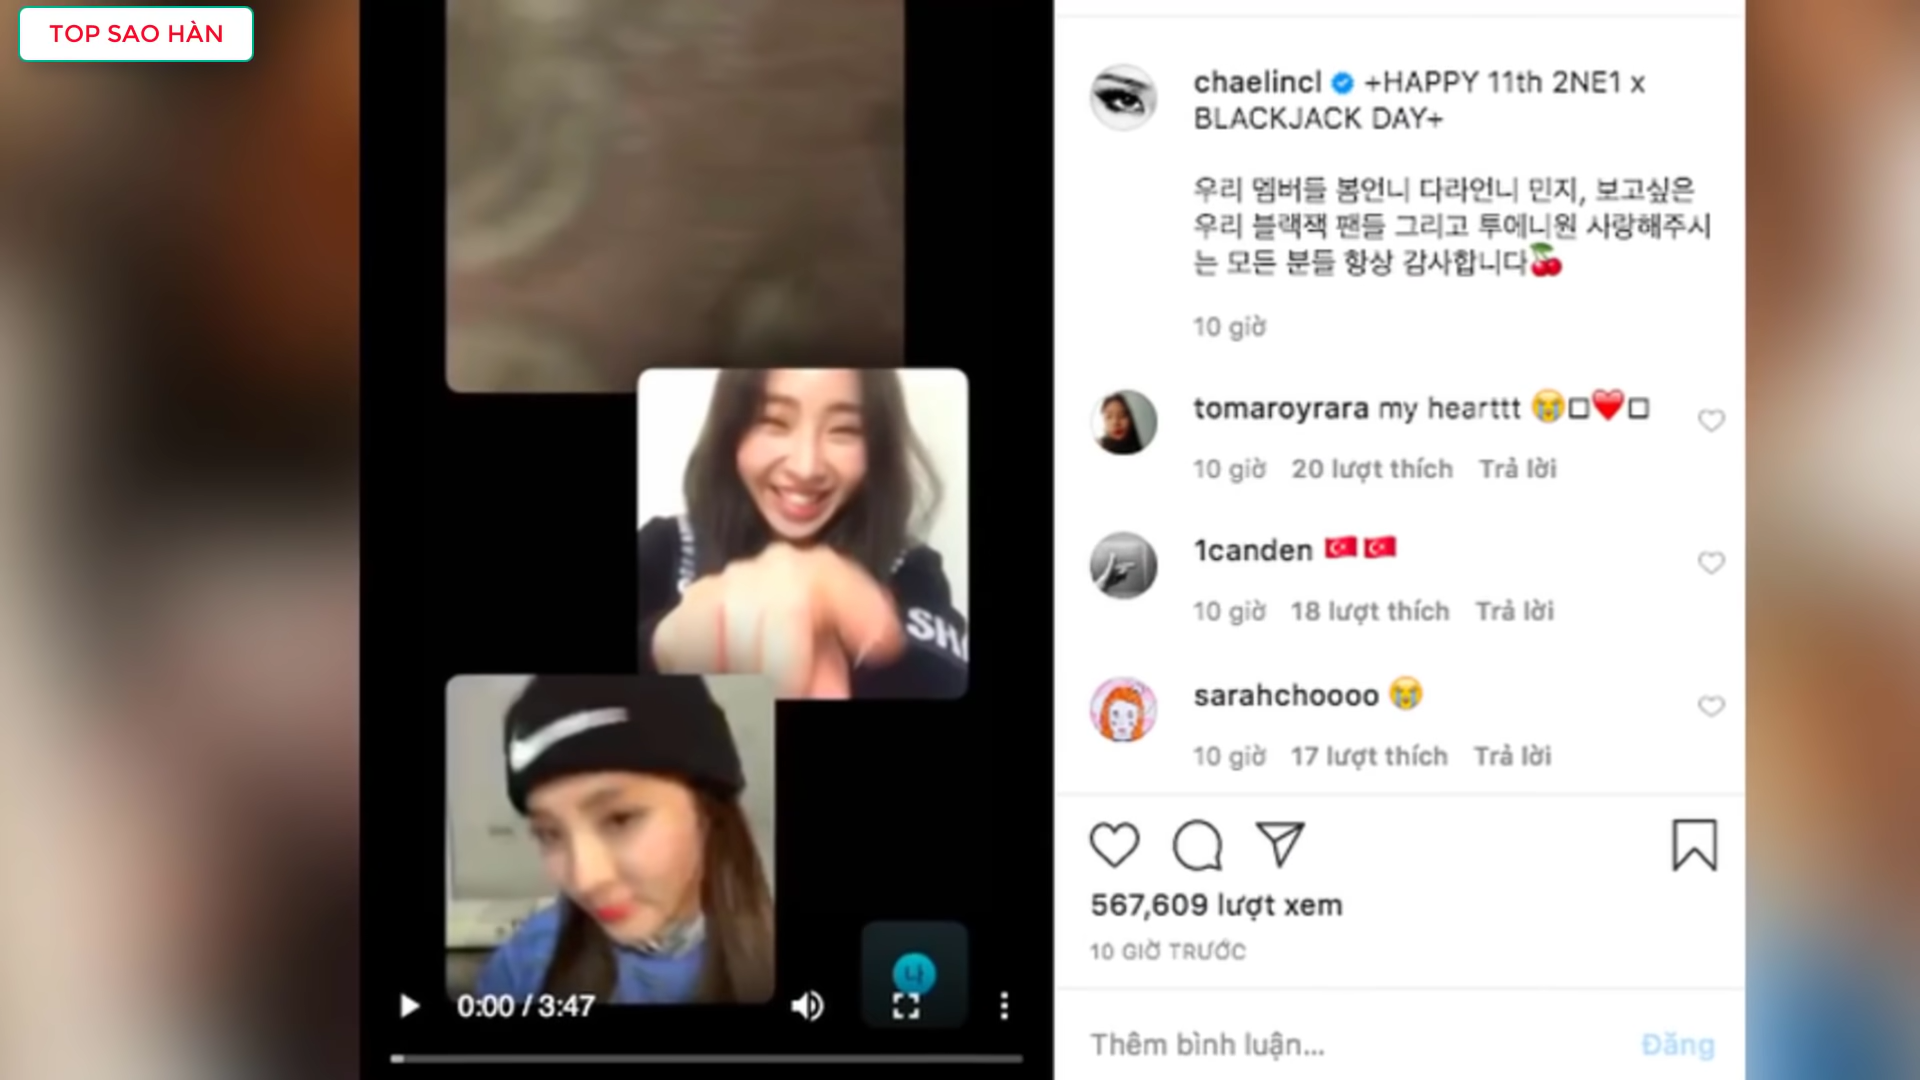 TOP SAO HÀN
chaelincl +HAPPY 11th 2NE1 x
BLACKJACK DAY+
우리 멤버들 봄언니 다라언니 민지, 보고싶은
우리 블랙잭 팬들 그리고 투에니원 사랑해주시
는 모든 분들 항상 감사합니다🍒
10 giờ
tomaroyrara my hearttt 😭□❤️□
10 giờ 20 lượt thích Trả lời
1canden 🇹🇷🇹🇷
10 giờ 18 lượt thích Trả lời
sarahchoooo 😭
10 giờ 17 lượt thích Trả lời
567,609 lượt xem
10 GIỜ TRƯỚC
Thêm bình luận...
Đăng
SH
나
0:00 / 3:47